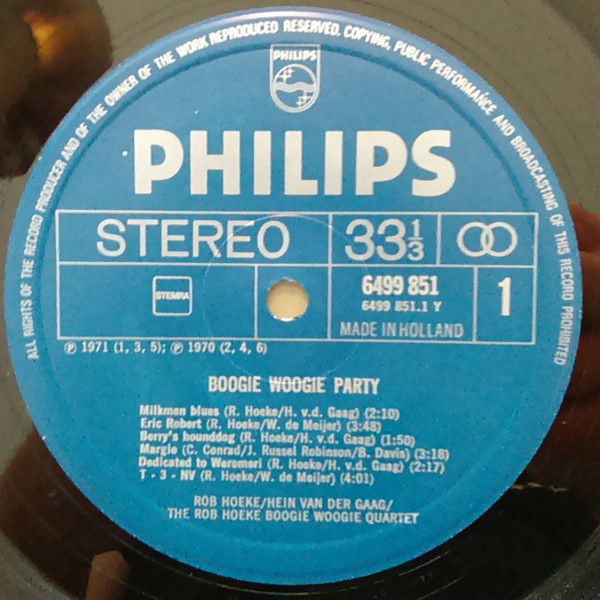 ALL RIGHTS OF THE RECORD PRODUCER AND OF THE OWNER OF THE WORK REPRODUCED RESERVED. COPYING, PUBLIC PERFORMANCE AND BROADCASTING OF THIS RECORD PROHIBITED
PHILIPS
PHILIPS
STEREO 33 1/3
STEMRA
6499 851
6499 851.1 Y
1
MADE IN HOLLAND
℗ 1971 (1, 3, 5); ℗ 1970 (2, 4, 6)
BOOGIE WOOGIE PARTY
Milkmen blues (R. Hoeke/H. v.d. Gaag) (2:10)
Eric Robert (R. Hoeke/W. de Meijer) (3:48)
Berry's hounddog (R. Hoeke/H. v.d. Gaag) (1:50)
Margie (C. Conrad/J. Russel Robinson/B. Davis) (3:18)
Dedicated to Weromeri (R. Hoeke/H. v.d. Gaag) (2:17)
T - 3 - NV (R. Hoeke/W. de Meijer) (4:01)
ROB HOEKE/HEIN VAN DER GAAG/
THE ROB HOEKE BOOGIE WOOGIE QUARTET